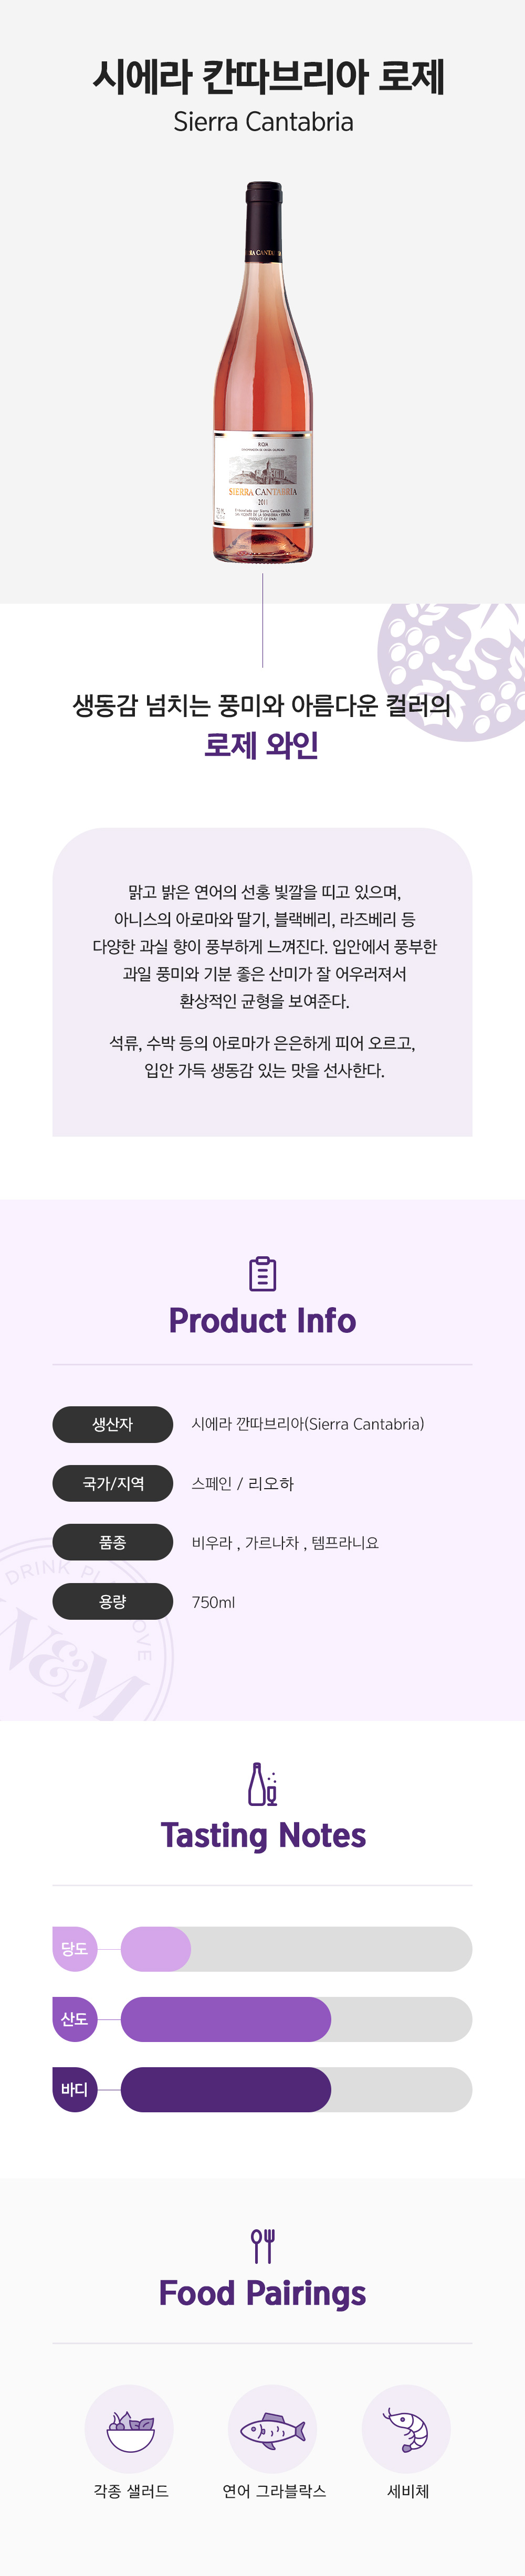 시에라 칸따브리아 로제
Sierra Cantabria
RIOJA
SIERRA CANTABRIA
2011
PRODUCT OF SPAIN
생동감 넘치는 풍미와 아름다운 컬러의
로제 와인
맑고 밝은 연어의 선홍 빛깔을 띠고 있으며,
아니스의 아로마와 딸기, 블랙베리, 라즈베리 등
다양한 과실 향이 풍부하게 느껴진다. 입안에서 풍부한
과일 풍미와 기분 좋은 산미가 잘 어우러져서
환상적인 균형을 보여준다.
석류, 수박 등의 아로마가 은은하게 피어 오르고,
입안 가득 생동감 있는 맛을 선사한다.
Product Info
생산자 시에라 깐따브리아(Sierra Cantabria)
국가/지역 스페인 / 리오하
품종 비우라 , 가르나차 , 템프라니요
용량 750ml
DRINK PL OVE
W&M
Tasting Notes
당도
산도
바디
Food Pairings
각종 샐러드 연어 그라블락스 세비체